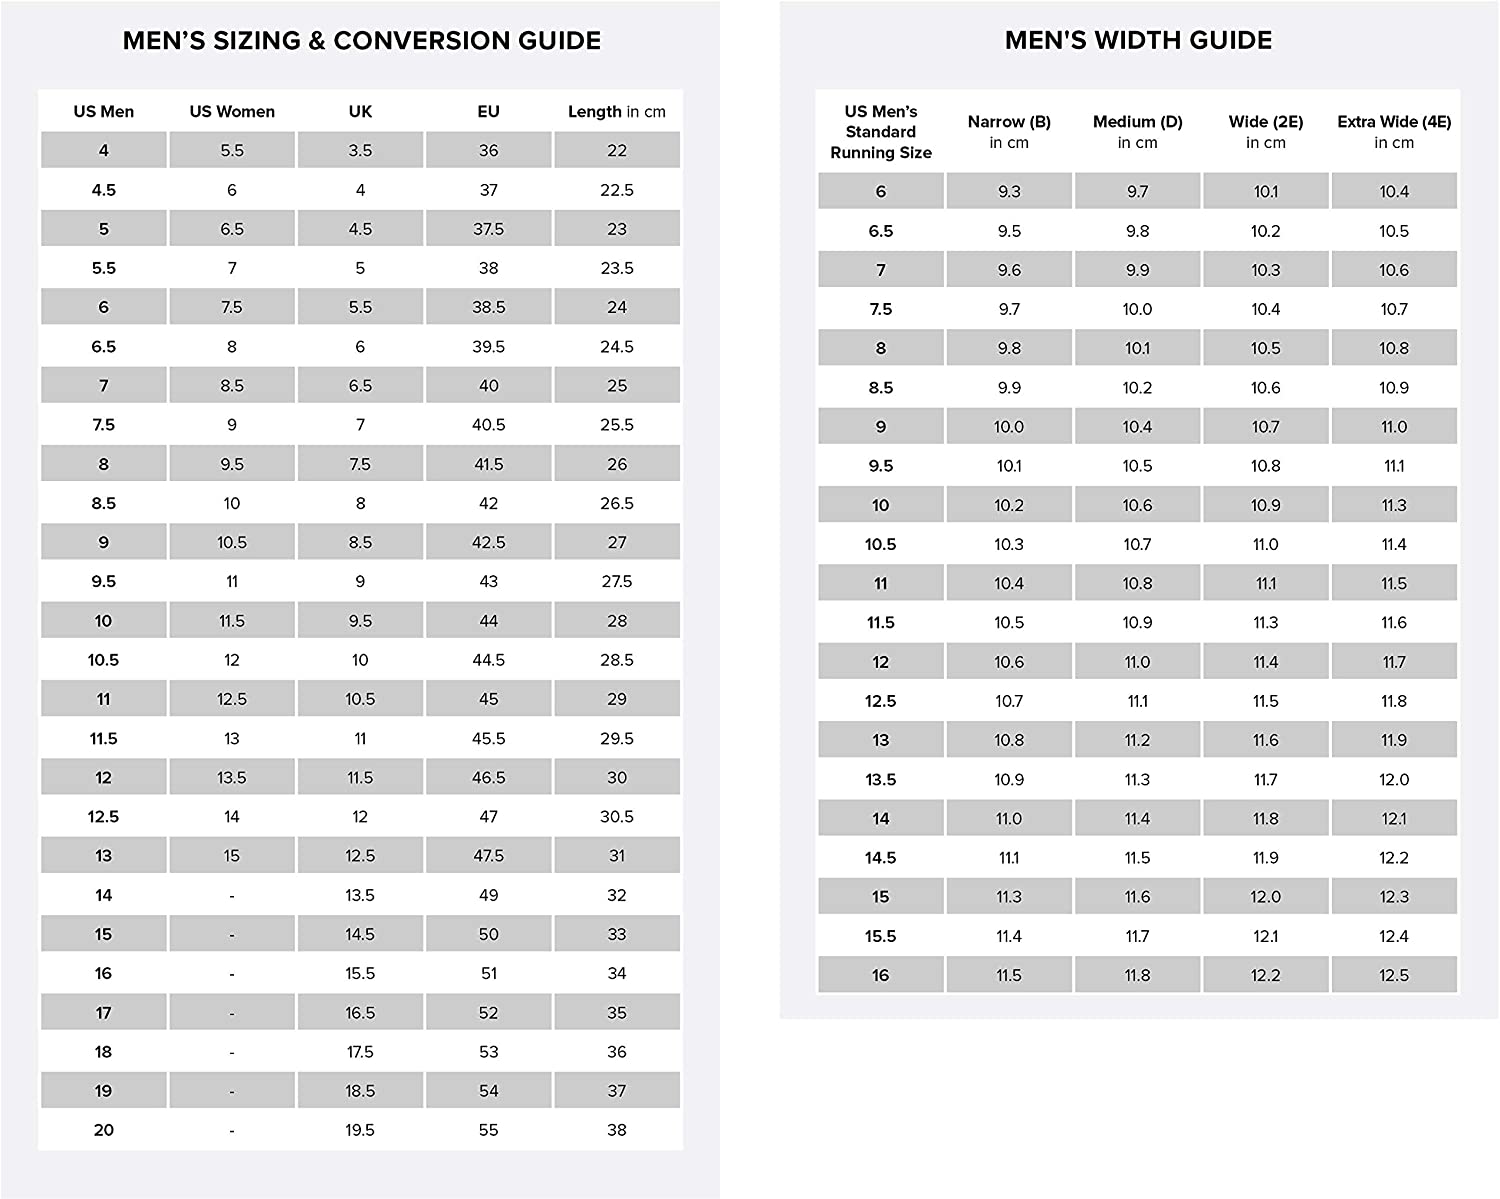 MEN’S SIZING & CONVERSION GUIDE
US Men US Women UK EU Length in cm
4 5.5 3.5 36 22
4.5 6 4 37 22.5
5 6.5 4.5 37.5 23
5.5 7 5 38 23.5
6 7.5 5.5 38.5 24
6.5 8 6 39.5 24.5
7 8.5 6.5 40 25
7.5 9 7 40.5 25.5
8 9.5 7.5 41.5 26
8.5 10 8 42 26.5
9 10.5 8.5 42.5 27
9.5 11 9 43 27.5
10 11.5 9.5 44 28
10.5 12 10 44.5 28.5
11 12.5 10.5 45 29
11.5 13 11 45.5 29.5
12 13.5 11.5 46.5 30
12.5 14 12 47 30.5
13 15 12.5 47.5 31
14 - 13.5 49 32
15 - 14.5 50 33
16 - 15.5 51 34
17 - 16.5 52 35
18 - 17.5 53 36
19 - 18.5 54 37
20 - 19.5 55 38
MEN'S WIDTH GUIDE
US Men’s
Standard
Running Size
Narrow (B)
in cm
Medium (D)
in cm
Wide (2E)
in cm
Extra Wide (4E)
in cm
6 9.3 9.7 10.1 10.4
6.5 9.5 9.8 10.2 10.5
7 9.6 9.9 10.3 10.6
7.5 9.7 10.0 10.4 10.7
8 9.8 10.1 10.5 10.8
8.5 9.9 10.2 10.6 10.9
9 10.0 10.4 10.7 11.0
9.5 10.1 10.5 10.8 11.1
10 10.2 10.6 10.9 11.3
10.5 10.3 10.7 11.0 11.4
11 10.4 10.8 11.1 11.5
11.5 10.5 10.9 11.3 11.6
12 10.6 11.0 11.4 11.7
12.5 10.7 11.1 11.5 11.8
13 10.8 11.2 11.6 11.9
13.5 10.9 11.3 11.7 12.0
14 11.0 11.4 11.8 12.1
14.5 11.1 11.5 11.9 12.2
15 11.3 11.6 12.0 12.3
15.5 11.4 11.7 12.1 12.4
16 11.5 11.8 12.2 12.5